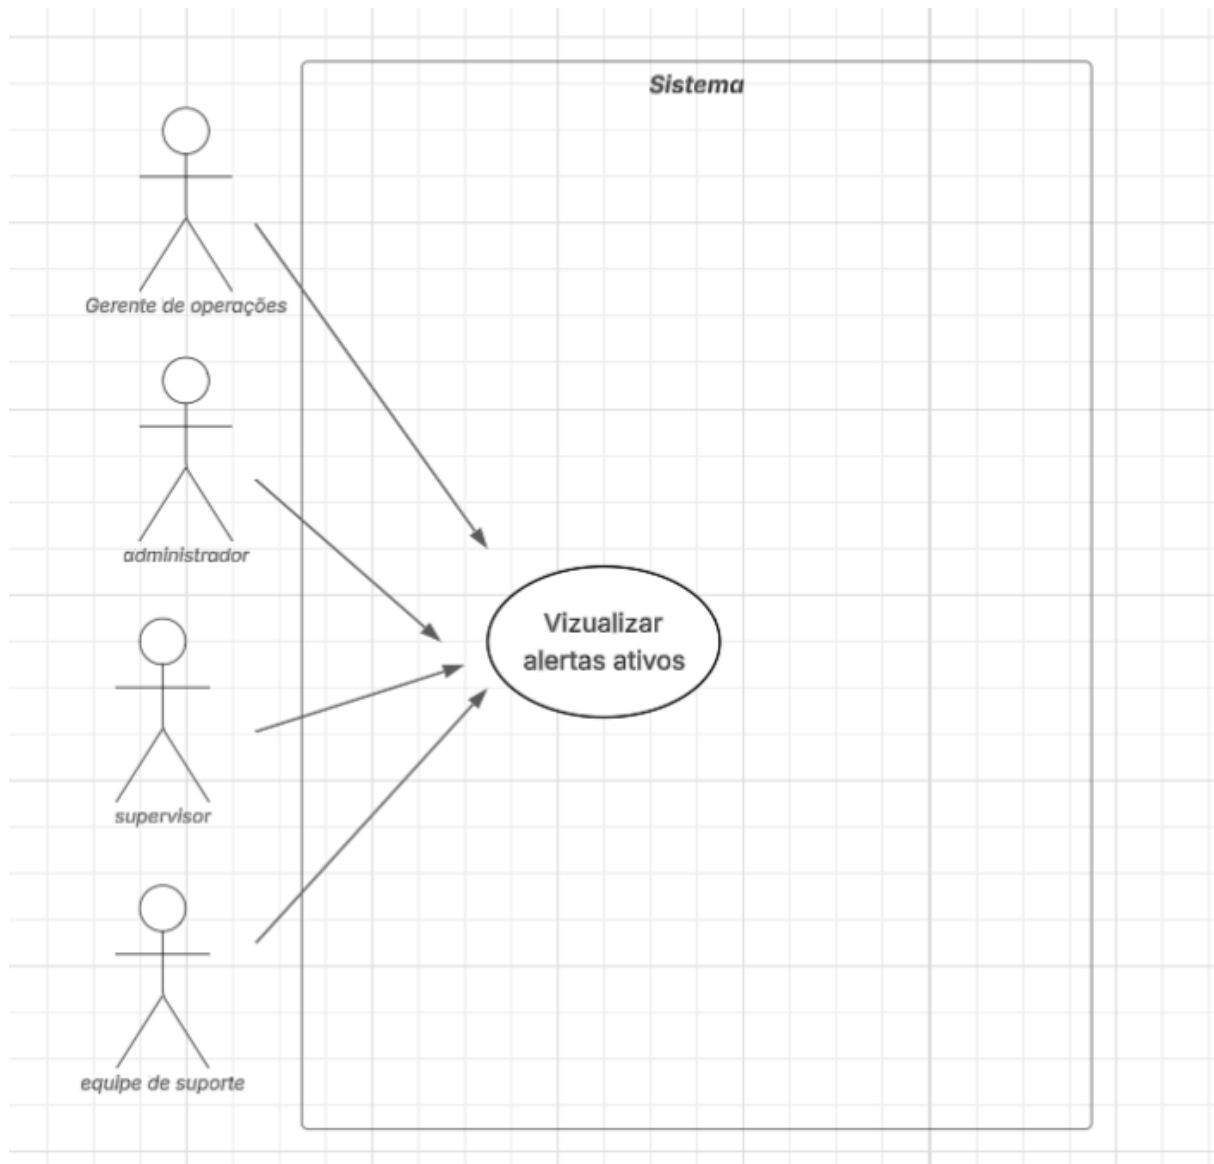 Sistema
Gerente de operações
administrador
Vizualizar
alertas ativos
supervisor
equipe de suporte